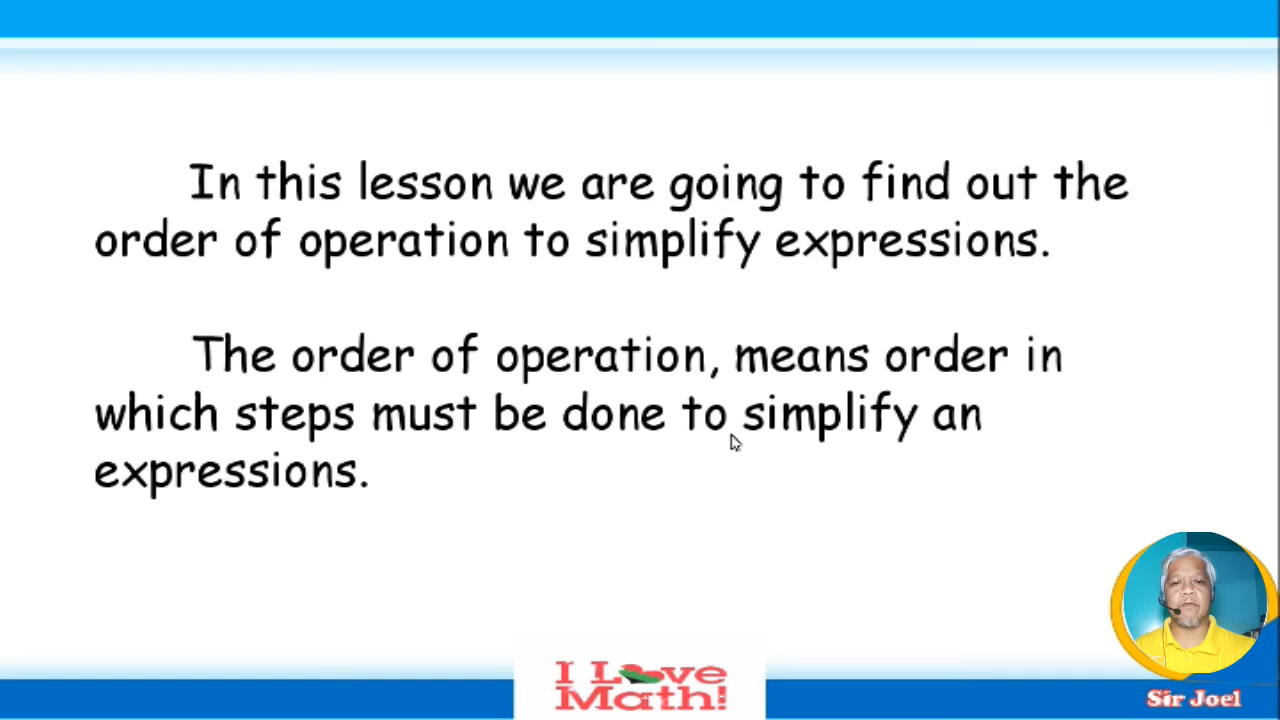 In this lesson we are going to find out the
order of operation to simplify expressions.
The order of operation, means order in
which steps must be done to simplify an
expressions.
I Love
Math!
Sir Joel